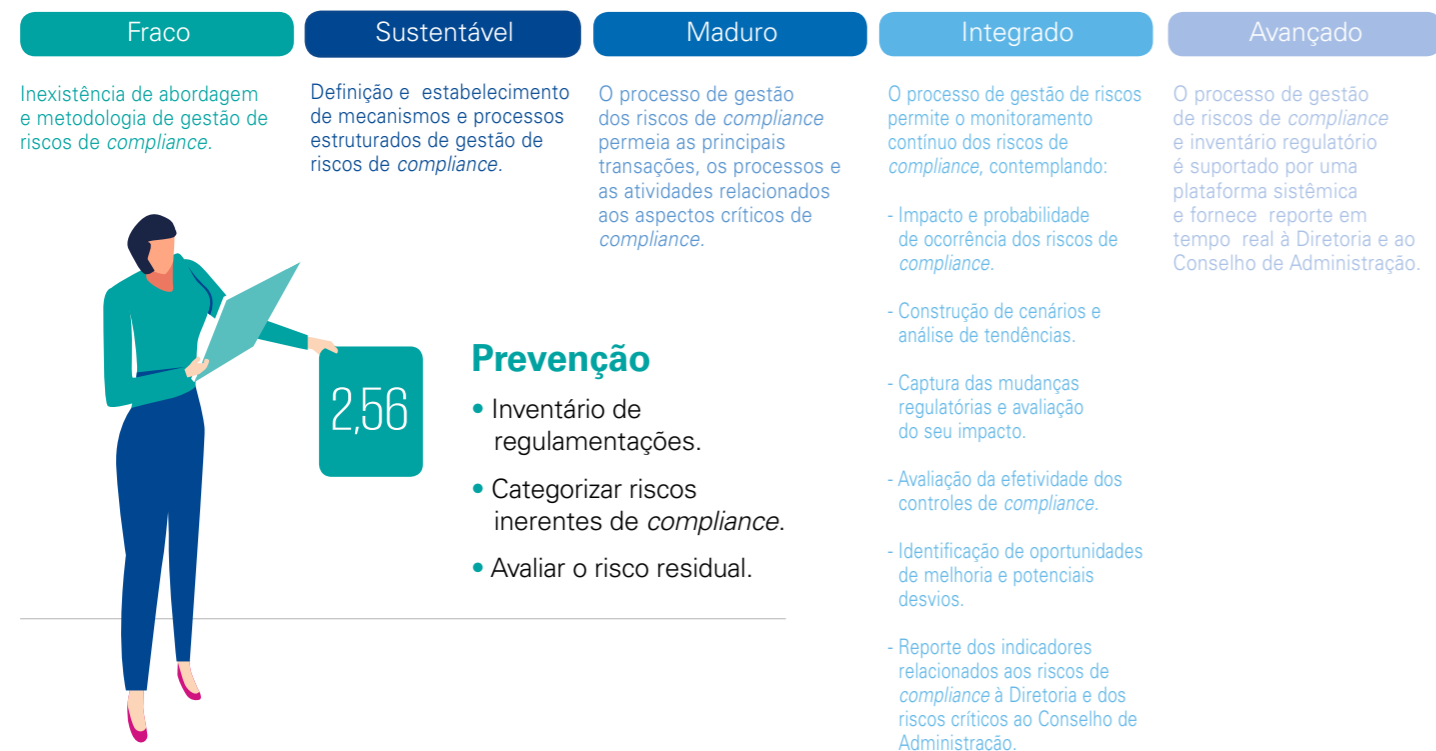 Fraco
Inexistência de abordagem
e metodologia de gestão de
riscos de compliance.
Sustentável
Definição e estabelecimento
de mecanismos e processos
estruturados de gestão de
riscos de compliance.
Maduro
O processo de gestão
dos riscos de compliance
permeia as principais
transações, os processos e
as atividades relacionados
aos aspectos críticos de
compliance.
Integrado
O processo de gestão de riscos
permite o monitoramento
contínuo dos riscos de
compliance, contemplando:
- Impacto e probabilidade
de ocorrência dos riscos de
compliance.
- Construção de cenários e
análise de tendências.
- Captura das mudanças
regulatórias e avaliação
do seu impacto.
- Avaliação da efetividade dos
controles de compliance.
- Identificação de oportunidades
de melhoria e potenciais
desvios.
- Reporte dos indicadores
relacionados aos riscos de
compliance à Diretoria e dos
riscos críticos ao Conselho de
Administração.
Avançado
O processo de gestão
de riscos de compliance
e inventário regulatório
é suportado por uma
plataforma sistêmica
e fornece reporte em
tempo real à Diretoria e ao
Conselho de Administração.
2,56
Prevenção
• Inventário de
regulamentações.
• Categorizar riscos
inerentes de compliance.
• Avaliar o risco residual.